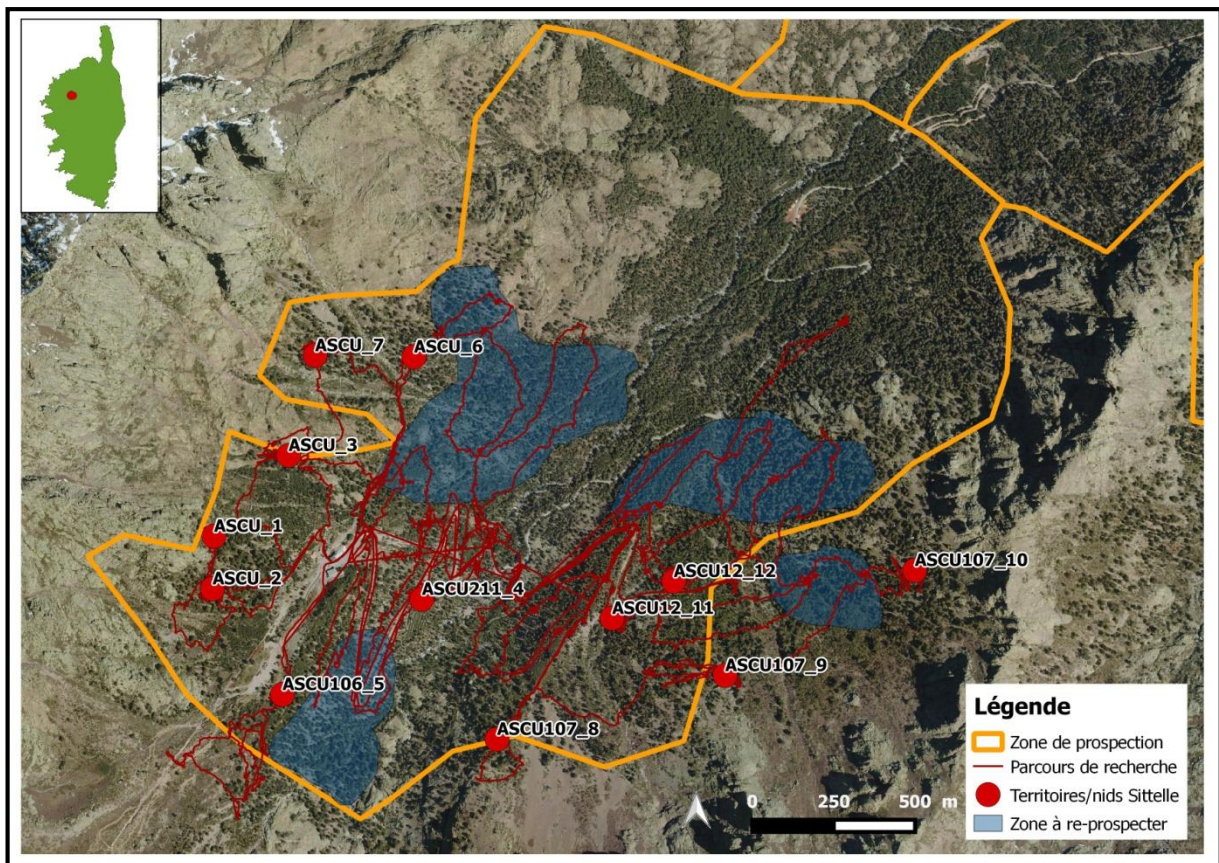 ASCU_7
ASCU_6
ASCU_3
ASCU_1
ASCU_2
ASCU211_4
ASCU12_12
ASCU107_10
ASCU12_11
ASCU106_5
ASCU107_9
ASCU107_8
Légende
Zone de prospection
Parcours de recherche
Territoires/nids Sittelle
Zone à re-prospecter
0 250 500 m